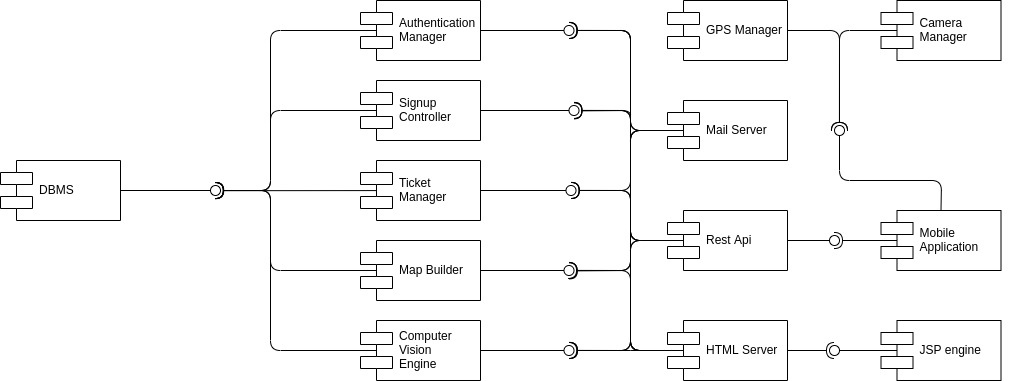 DBMS
Authentication
Manager
Signup
Controller
Ticket
Manager
Map Builder
Computer
Vision
Engine
GPS Manager
Mail Server
Rest Api
HTML Server
Camera
Manager
Mobile
Application
JSP engine